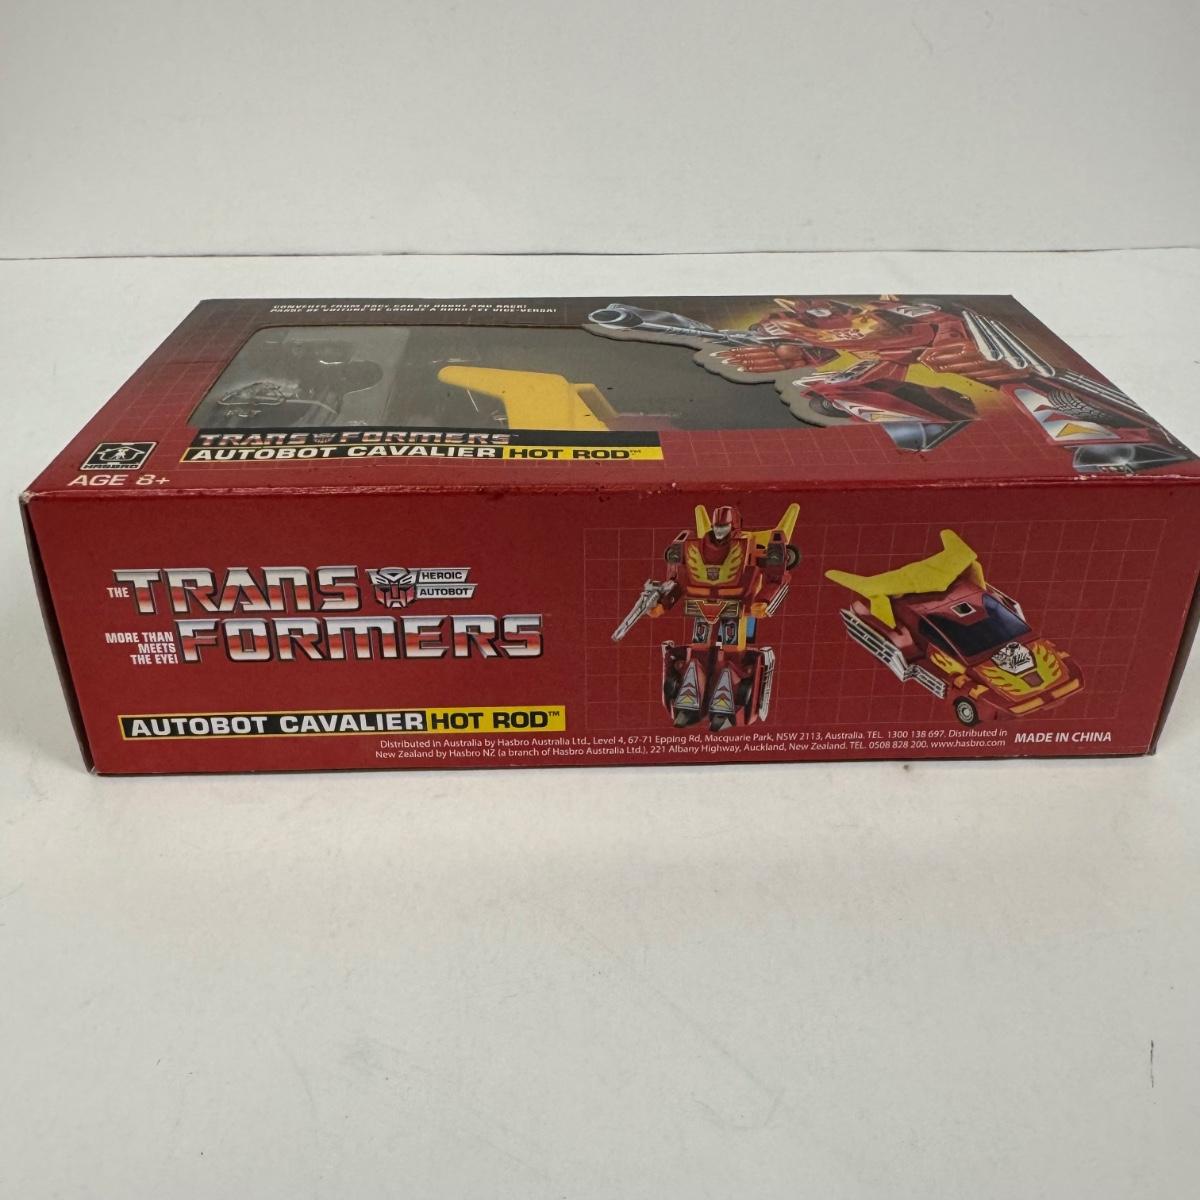 CONVERTS FROM RACE CAR TO ROBOT AND BACK!
PASSE DE VOITURE DE COURSE A ROBOT ET VICE-VERSA!
TRANSFORMERS
AUTOBOT CAVALIER HOT ROD™
HASBRO
AGE 8+
THE TRANSFORMERS
HEROIC
AUTOBOT
MORE THAN
MEETS
THE EYE!
AUTOBOT CAVALIER HOT ROD™
Distributed in Australia by Hasbro Australia Ltd., Level 4, 67-71 Epping Rd, Macquarie Park, NSW 2113, Australia. TEL. 1300 138 697. Distributed in
New Zealand by Hasbro NZ (a branch of Hasbro Australia Ltd.), 221 Albany Highway, Auckland, New Zealand. TEL. 0508 828 200. www.hasbro.com
MADE IN CHINA